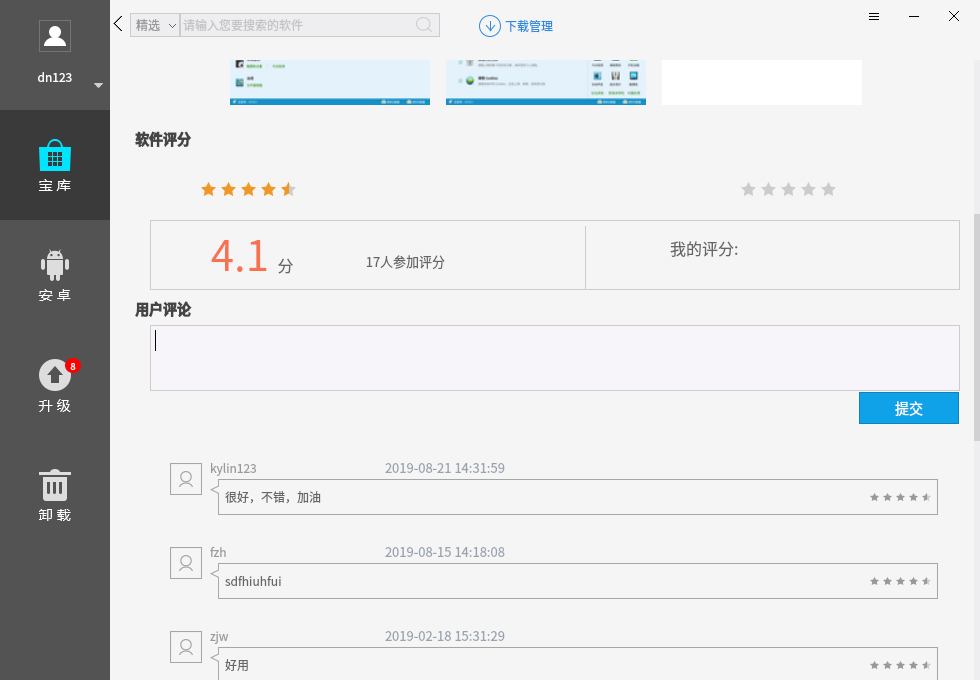 精选
请输入您要搜索的软件
下载管理
dn123
宝库
安卓
8
升级
卸载
软件评分
4.1 分
17人参加评分
我的评分:
用户评论
提交
kylin123
2019-08-21 14:31:59
很好，不错，加油
fzh
2019-08-15 14:18:08
sdfhiuhfui
zjw
2019-02-18 15:31:29
好用